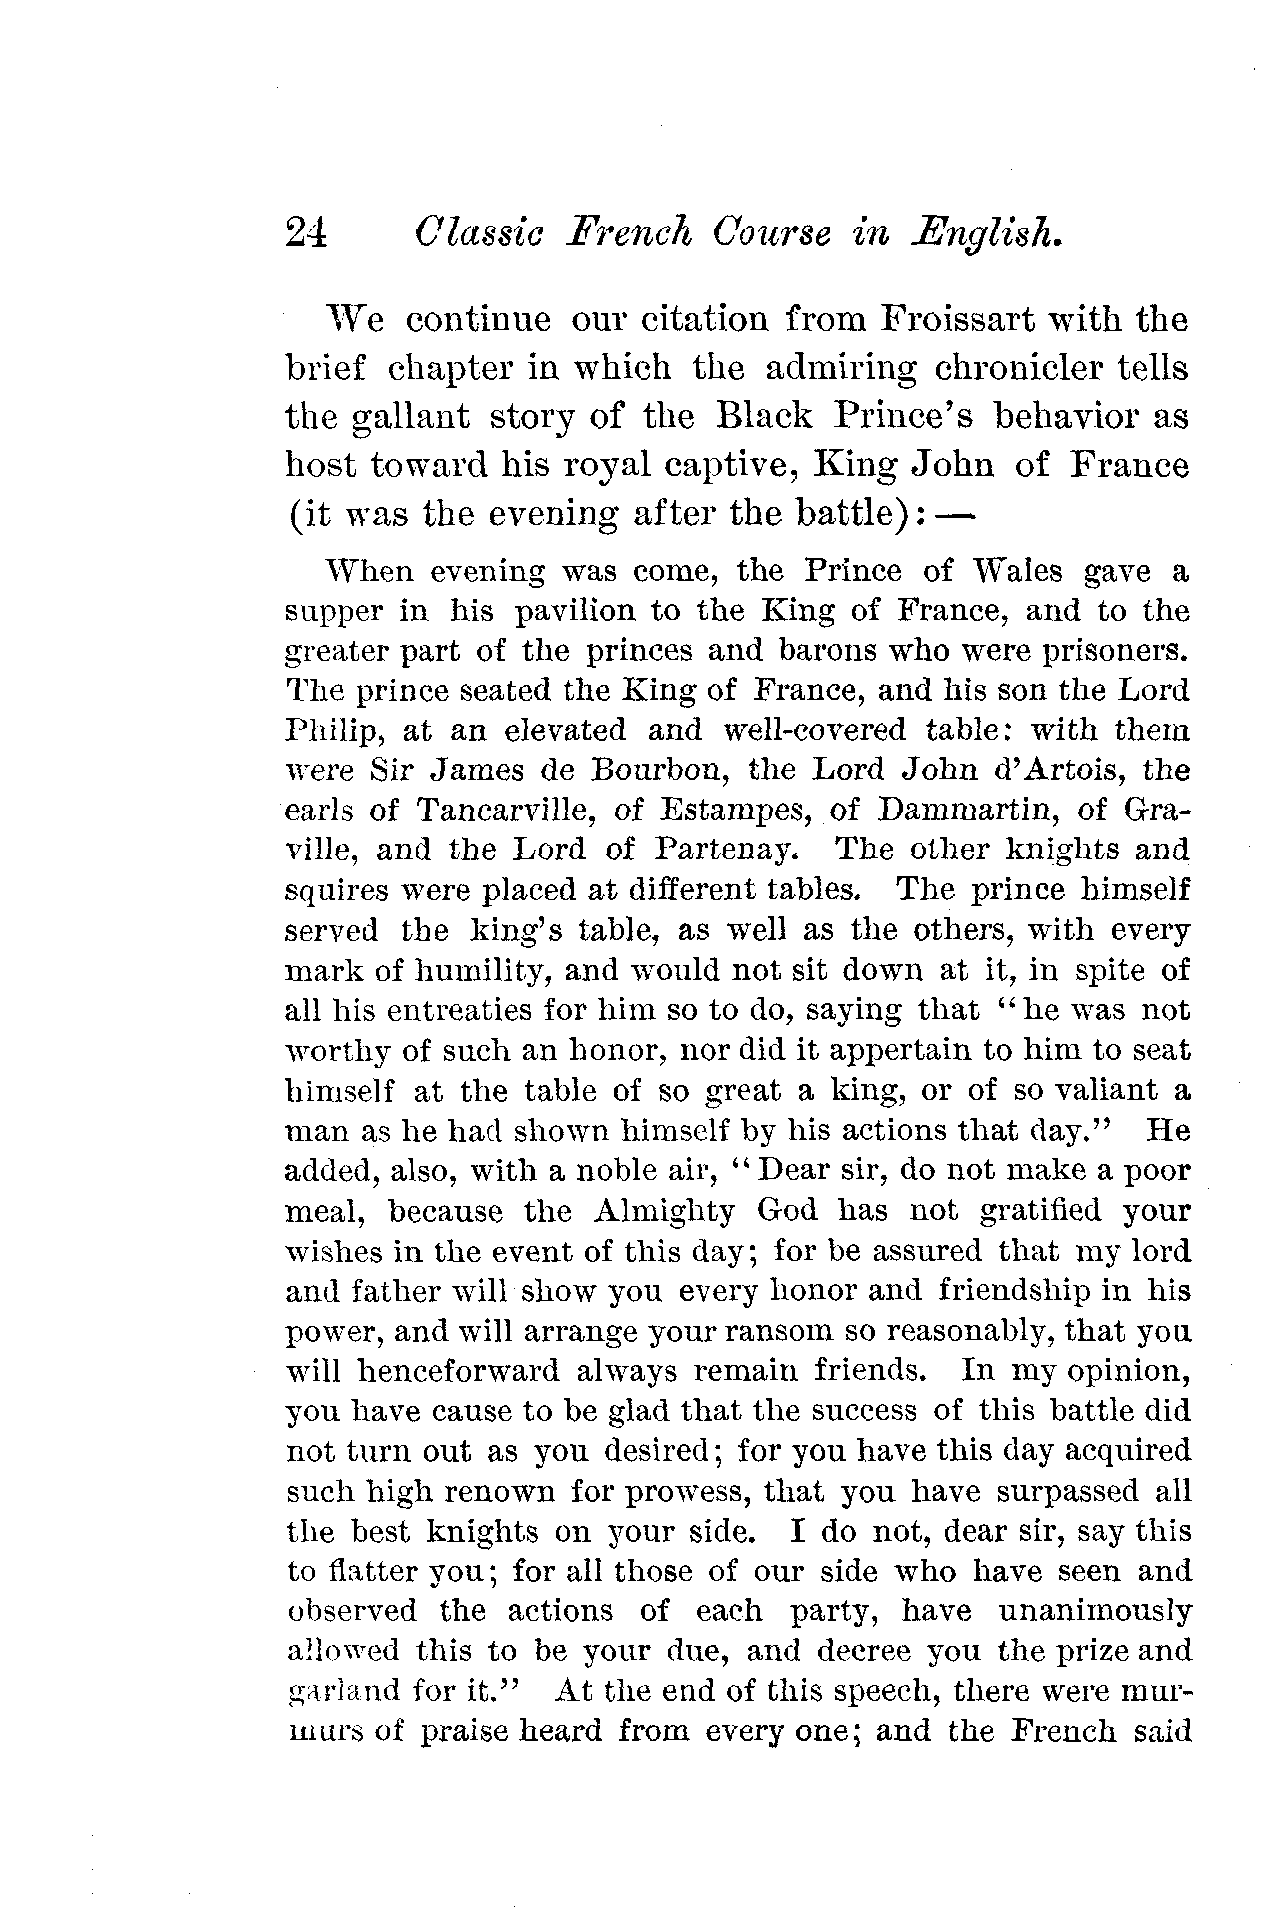 24 Classic French Course in English.
We continue our citation from Froissart with the
brief chapter in which the admiring chronicler tells
the gallant story of the Black Prince's behavior as
host toward his royal captive, King John of France
(it was the evening after the battle): —
When evening was come, the Prince of Wales gave a
supper in his pavilion to the King of France, and to the
greater part of the princes and barons who were prisoners.
The prince seated the King of France, and his son the Lord
Philip, at an elevated and well-covered table: with them
were Sir James de Bourbon, the Lord John d'Artois, the
earls of Tancarville, of Estampes, of Dammartin, of Gra-
ville, and the Lord of Partenay. The other knights and
squires were placed at different tables. The prince himself
served the king's table, as well as the others, with every
mark of humility, and would not sit down at it, in spite of
all his entreaties for him so to do, saying that "he was not
worthy of such an honor, nor did it appertain to him to seat
himself at the table of so great a king, or of so valiant a
man as he had shown himself by his actions that day." He
added, also, with a noble air, "Dear sir, do not make a poor
meal, because the Almighty God has not gratified your
wishes in the event of this day; for be assured that my lord
and father will show you every honor and friendship in his
power, and will arrange your ransom so reasonably, that you
will henceforward always remain friends. In my opinion,
you have cause to be glad that the success of this battle did
not turn out as you desired; for you have this day acquired
such high renown for prowess, that you have surpassed all
the best knights on your side. I do not, dear sir, say this
to flatter you; for all those of our side who have seen and
observed the actions of each party, have unanimously
allowed this to be your due, and decree you the prize and
garland for it." At the end of this speech, there were mur-
murs of praise heard from every one; and the French said